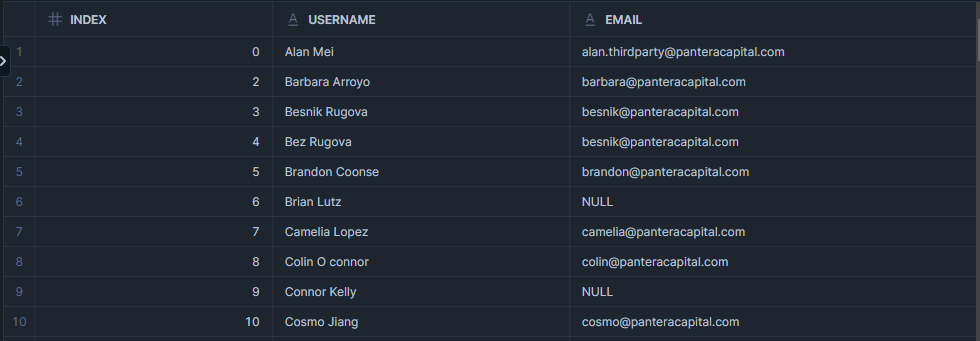 INDEX USERNAME EMAIL
1 0 Alan Mei alan.thirdparty@panteracapital.com
2 2 Barbara Arroyo barbara@panteracapital.com
3 3 Besnik Rugova besnik@panteracapital.com
4 4 Bez Rugova besnik@panteracapital.com
5 5 Brandon Coonse brandon@panteracapital.com
6 6 Brian Lutz NULL
7 7 Camelia Lopez camelia@panteracapital.com
8 8 Colin O connor colin@panteracapital.com
9 9 Connor Kelly NULL
10 10 Cosmo Jiang cosmo@panteracapital.com